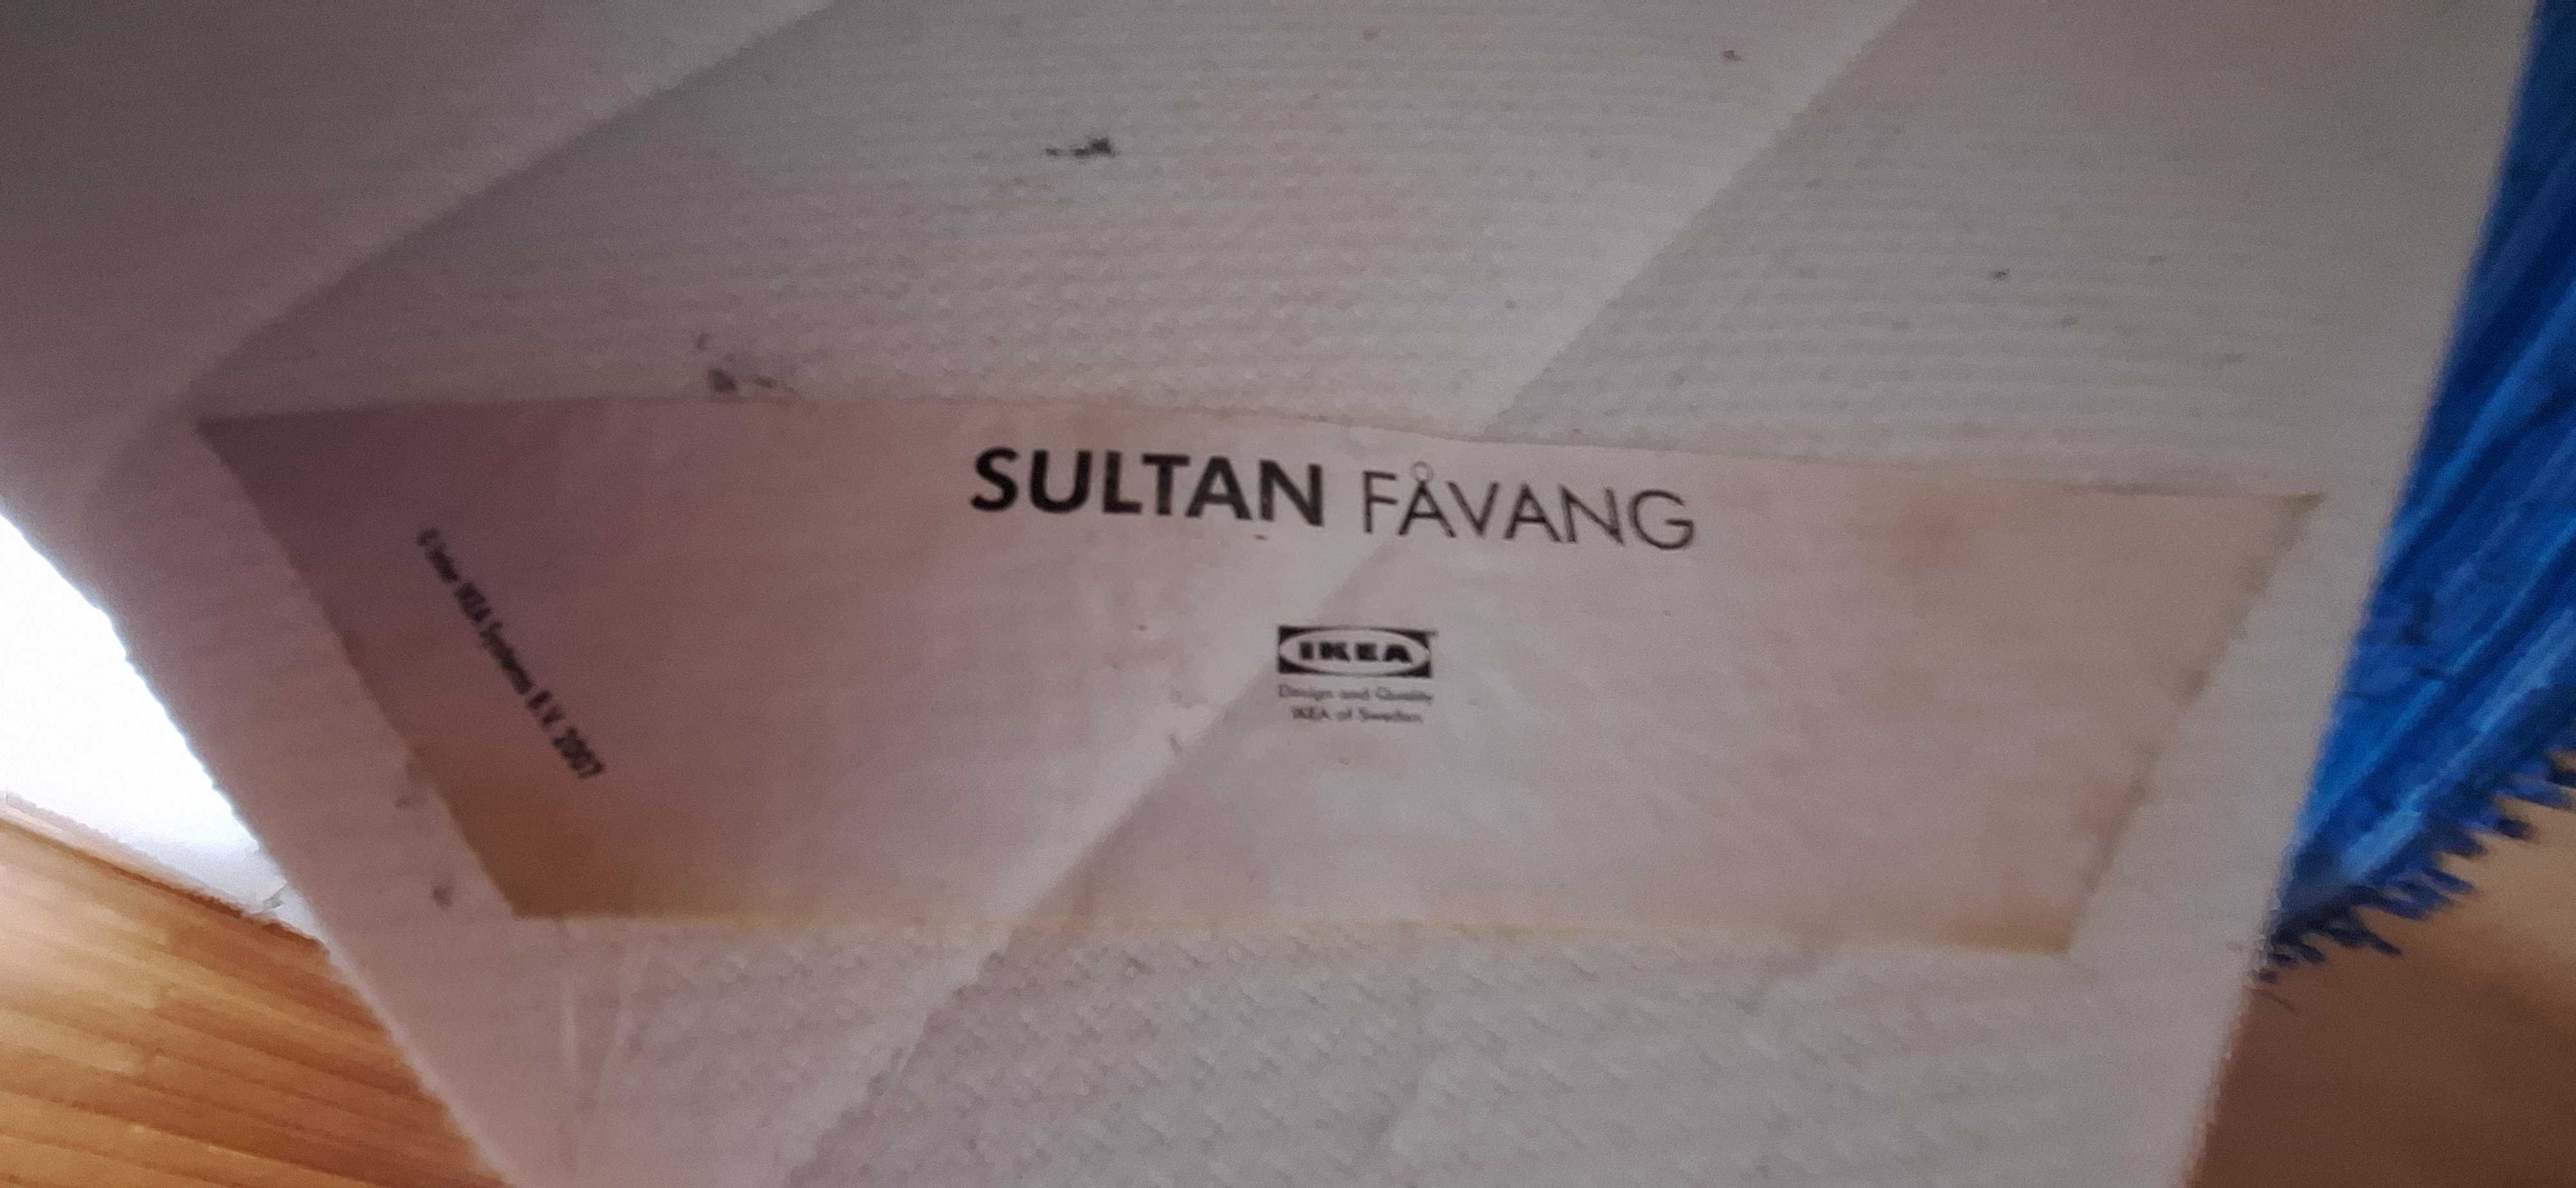 SULTAN FÅVANG
IKEA
Design and Quality
IKEA of Sweden
© Inter IKEA Systems B.V. 2007